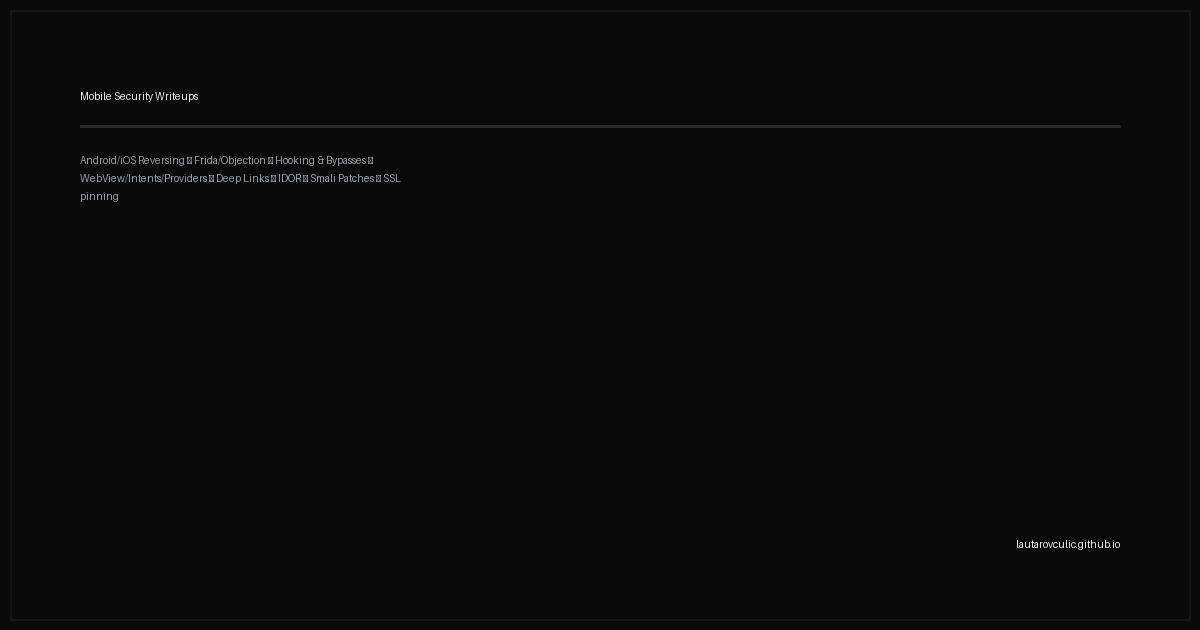 Mobile Security Writeups
Android/iOS Reversing ▯ Frida/Objection ▯ Hooking & Bypasses ▯
WebView/Intents/Providers ▯ Deep Links ▯ IDOR ▯ Smali Patches ▯ SSL
pinning
lautarovculic.github.io